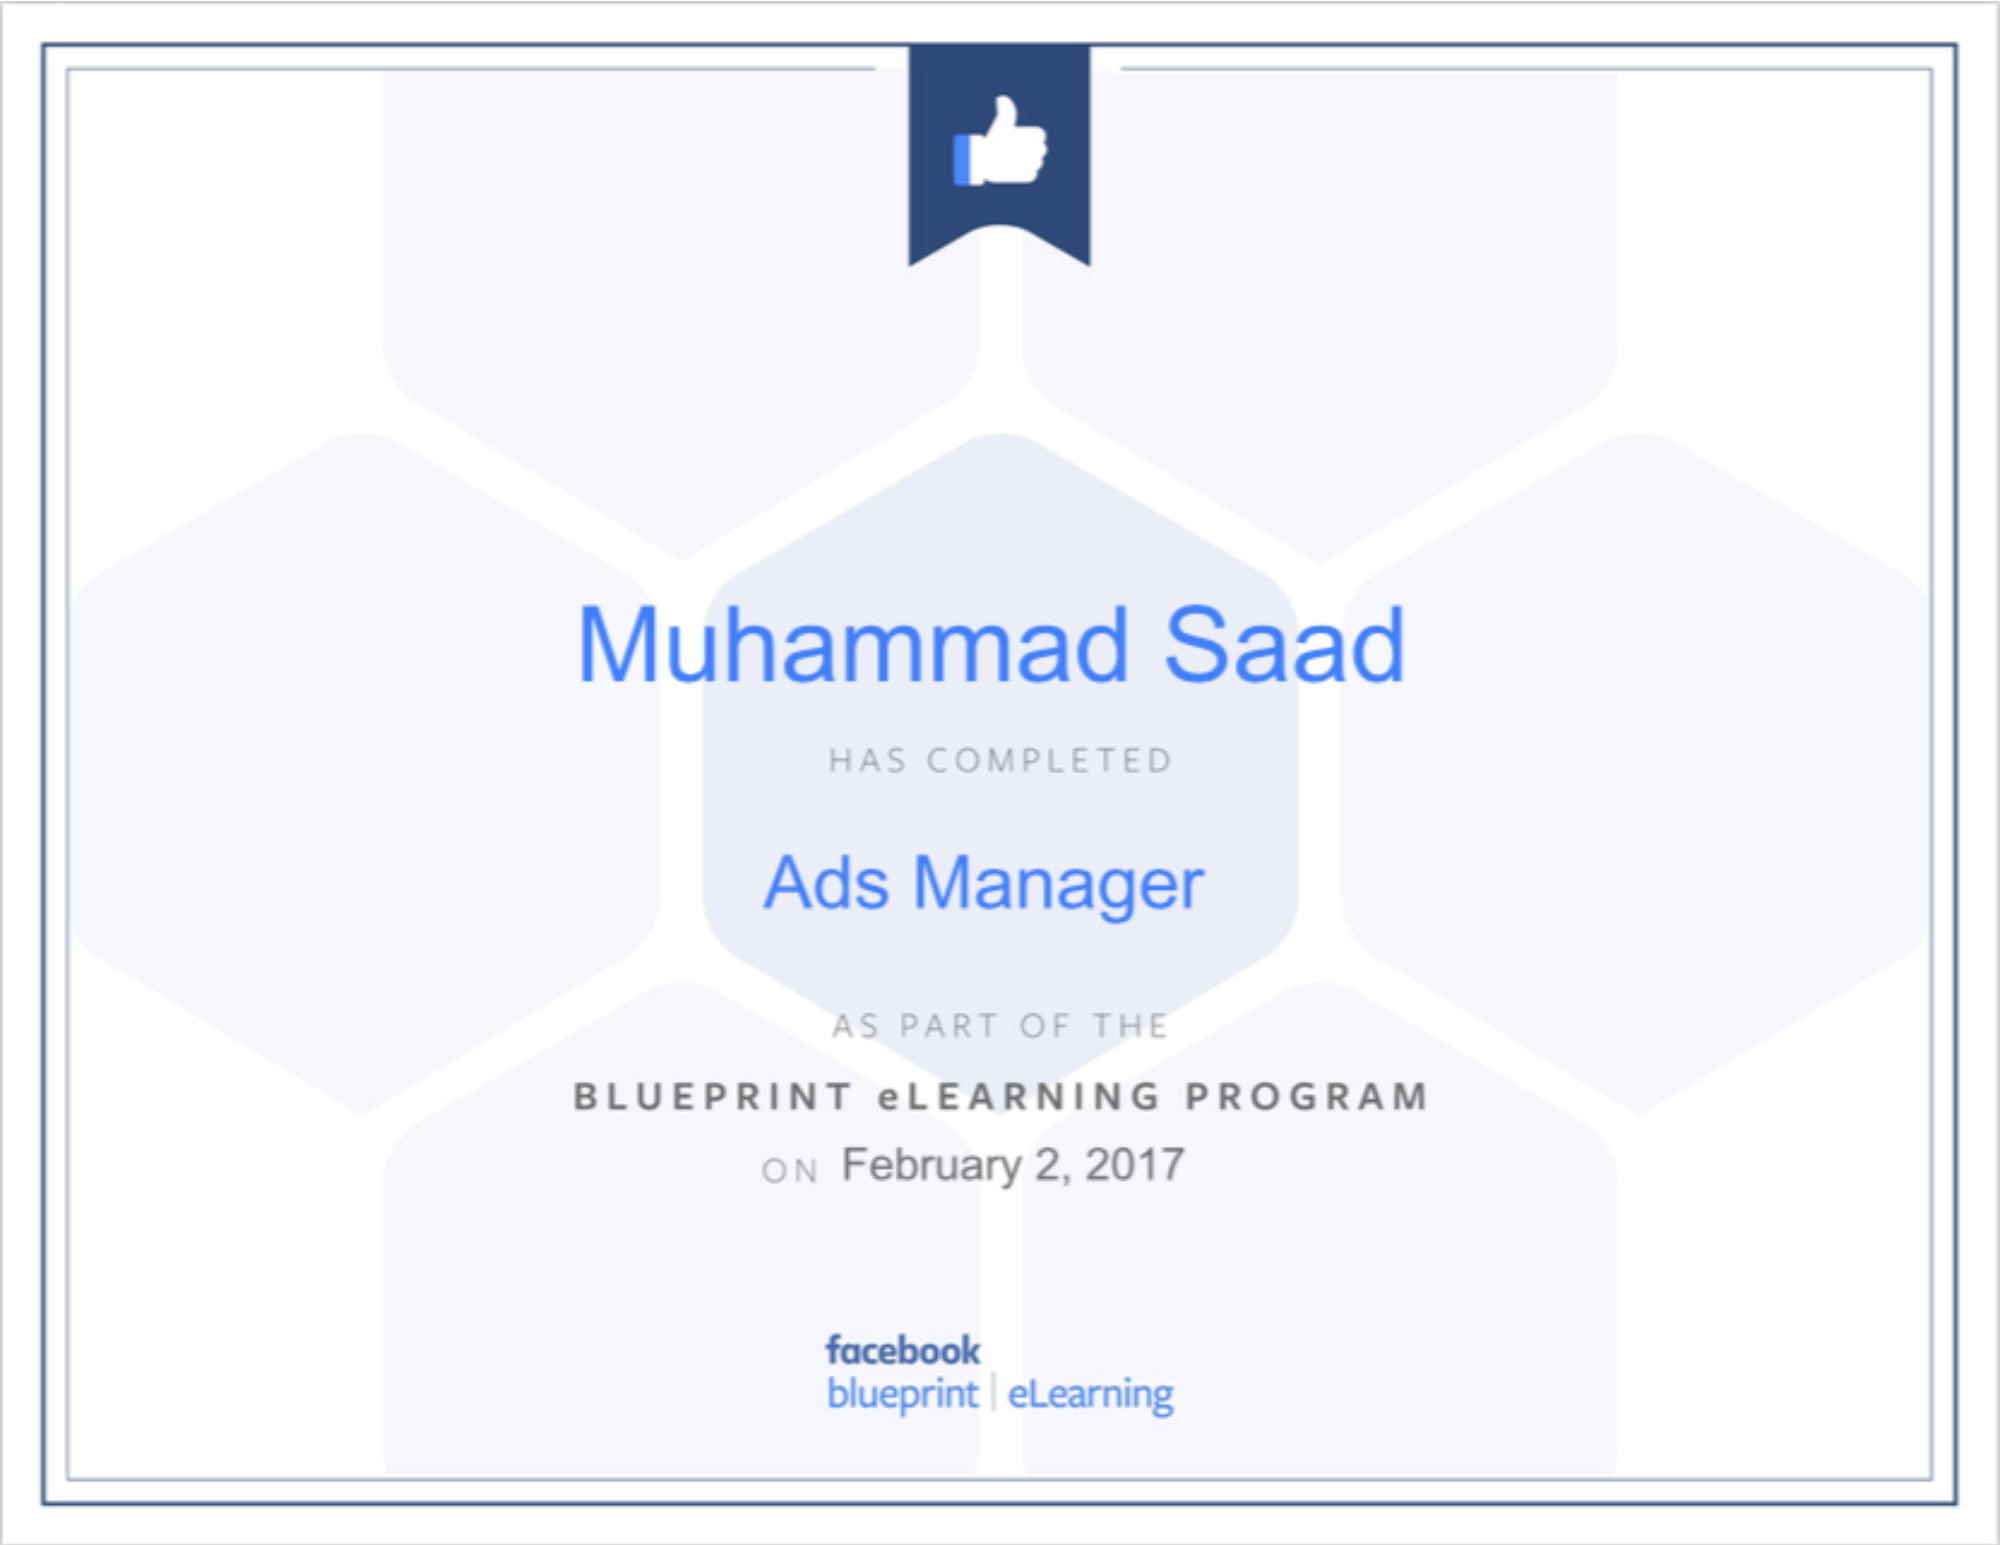 Muhammad Saad
HAS COMPLETED
Ads Manager
AS PART OF THE
BLUEPRINT eLEARNING PROGRAM
ON February 2, 2017
facebook
blueprint | eLearning